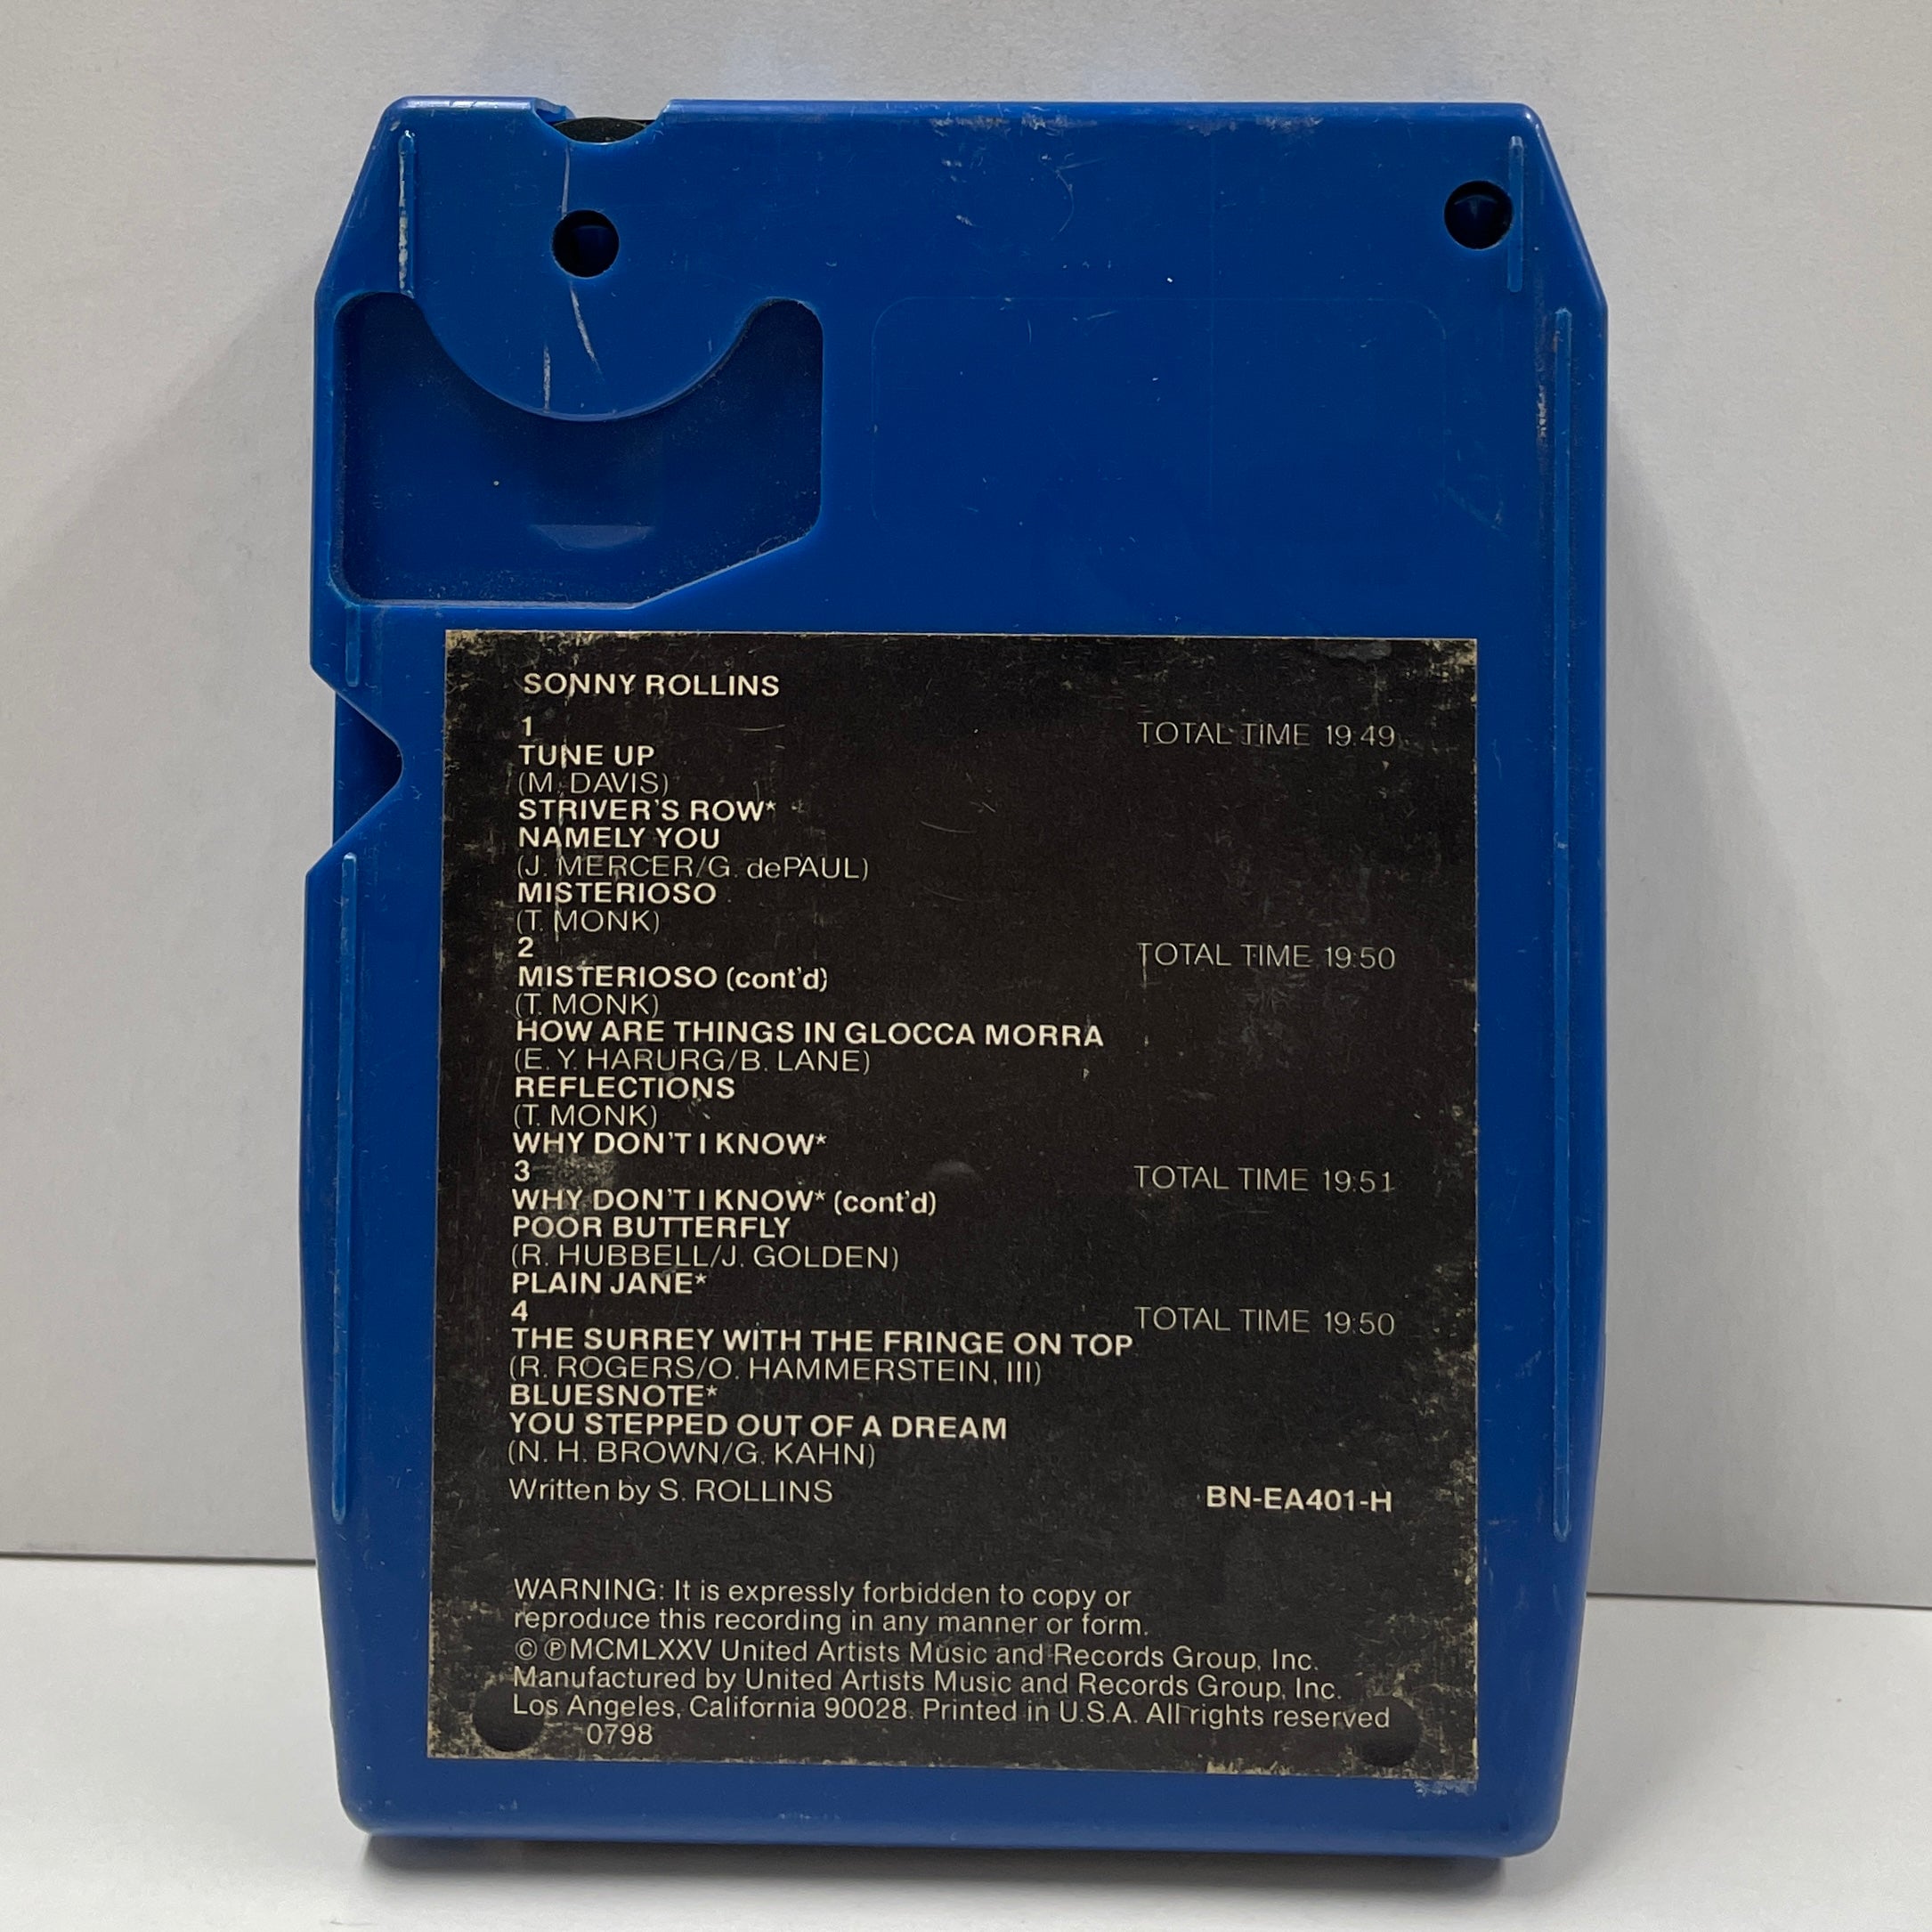 SONNY ROLLINS
1 TOTAL TIME 19:49
TUNE UP
(M. DAVIS)
STRIVER'S ROW*
NAMELY YOU
(J. MERCER/G. dePAUL)
MISTERIOSO
(T. MONK)
2 TOTAL TIME 19:50
MISTERIOSO (cont'd)
(T. MONK)
HOW ARE THINGS IN GLOCCA MORRA
(E. Y. HARURG/B. LANE)
REFLECTIONS
(T. MONK)
WHY DON'T I KNOW*
3 TOTAL TIME 19:51
WHY DON'T I KNOW* (cont'd)
POOR BUTTERFLY
(R. HUBBELL/J. GOLDEN)
PLAIN JANE*
4 TOTAL TIME 19:50
THE SURREY WITH THE FRINGE ON TOP
(R. ROGERS/O. HAMMERSTEIN, III)
BLUESNOTE*
YOU STEPPED OUT OF A DREAM
(N. H. BROWN/G. KAHN)
Written by S. ROLLINS BN-EA401-H
WARNING: It is expressly forbidden to copy or
reproduce this recording in any manner or form.
© ℗MCMLXXV United Artists Music and Records Group, Inc.
Manufactured by United Artists Music and Records Group, Inc.
Los Angeles, California 90028. Printed in U.S.A. All rights reserved
0798